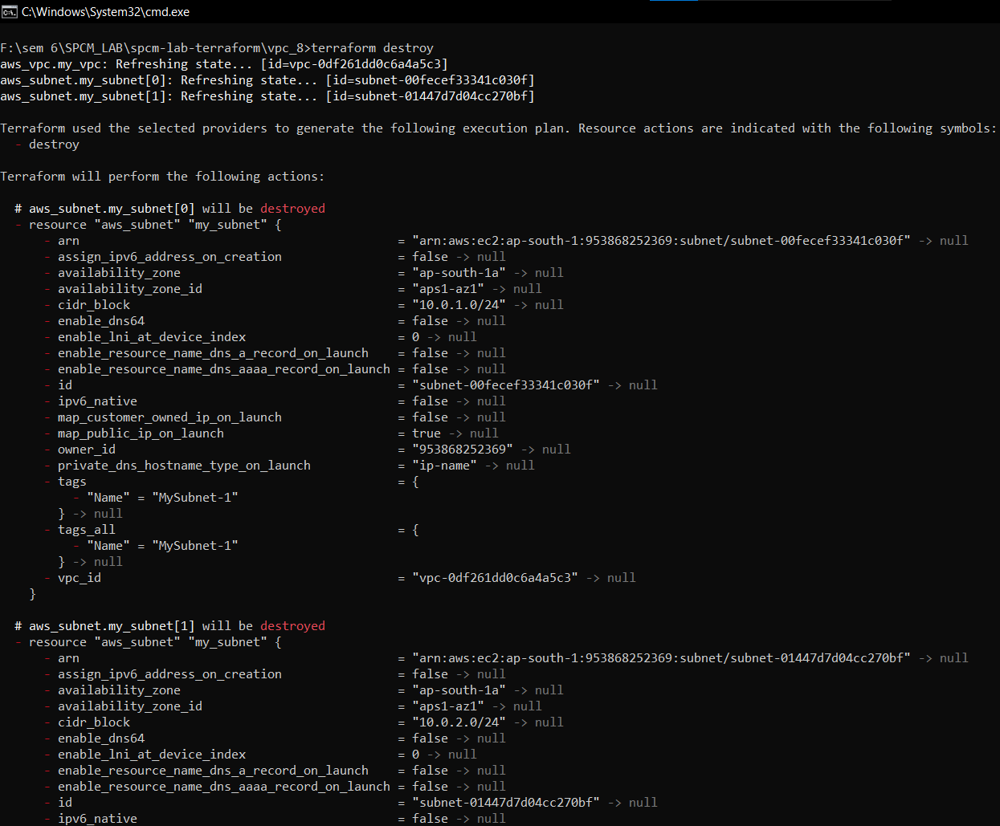 C:\Windows\System32\cmd.exe
F:\sem 6\SPCM_LAB\spcm-lab-terraform\vpc_8>terraform destroy
aws_vpc.my_vpc: Refreshing state... [id=vpc-0df261dd0c6a4a5c3]
aws_subnet.my_subnet[0]: Refreshing state... [id=subnet-00fecef33341c030f]
aws_subnet.my_subnet[1]: Refreshing state... [id=subnet-01447d7d04cc270bf]
Terraform used the selected providers to generate the following execution plan. Resource actions are indicated with the following symbols:
  - destroy
Terraform will perform the following actions:
  # aws_subnet.my_subnet[0] will be destroyed
  - resource "aws_subnet" "my_subnet" {
      - arn                                            = "arn:aws:ec2:ap-south-1:953868252369:subnet/subnet-00fecef33341c030f" -> null
      - assign_ipv6_address_on_creation                = false -> null
      - availability_zone                              = "ap-south-1a" -> null
      - availability_zone_id                           = "aps1-az1" -> null
      - cidr_block                                     = "10.0.1.0/24" -> null
      - enable_dns64                                   = false -> null
      - enable_lni_at_device_index                     = 0 -> null
      - enable_resource_name_dns_a_record_on_launch    = false -> null
      - enable_resource_name_dns_aaaa_record_on_launch = false -> null
      - id                                             = "subnet-00fecef33341c030f" -> null
      - ipv6_native                                    = false -> null
      - map_customer_owned_ip_on_launch                = false -> null
      - map_public_ip_on_launch                        = true -> null
      - owner_id                                       = "953868252369" -> null
      - private_dns_hostname_type_on_launch            = "ip-name" -> null
      - tags                                           = {
          - "Name" = "MySubnet-1"
        } -> null
      - tags_all                                       = {
          - "Name" = "MySubnet-1"
        } -> null
      - vpc_id                                         = "vpc-0df261dd0c6a4a5c3" -> null
    }
  # aws_subnet.my_subnet[1] will be destroyed
  - resource "aws_subnet" "my_subnet" {
      - arn                                            = "arn:aws:ec2:ap-south-1:953868252369:subnet/subnet-01447d7d04cc270bf" -> null
      - assign_ipv6_address_on_creation                = false -> null
      - availability_zone                              = "ap-south-1a" -> null
      - availability_zone_id                           = "aps1-az1" -> null
      - cidr_block                                     = "10.0.2.0/24" -> null
      - enable_dns64                                   = false -> null
      - enable_lni_at_device_index                     = 0 -> null
      - enable_resource_name_dns_a_record_on_launch    = false -> null
      - enable_resource_name_dns_aaaa_record_on_launch = false -> null
      - id                                             = "subnet-01447d7d04cc270bf" -> null
      - ipv6_native                                    = false -> null